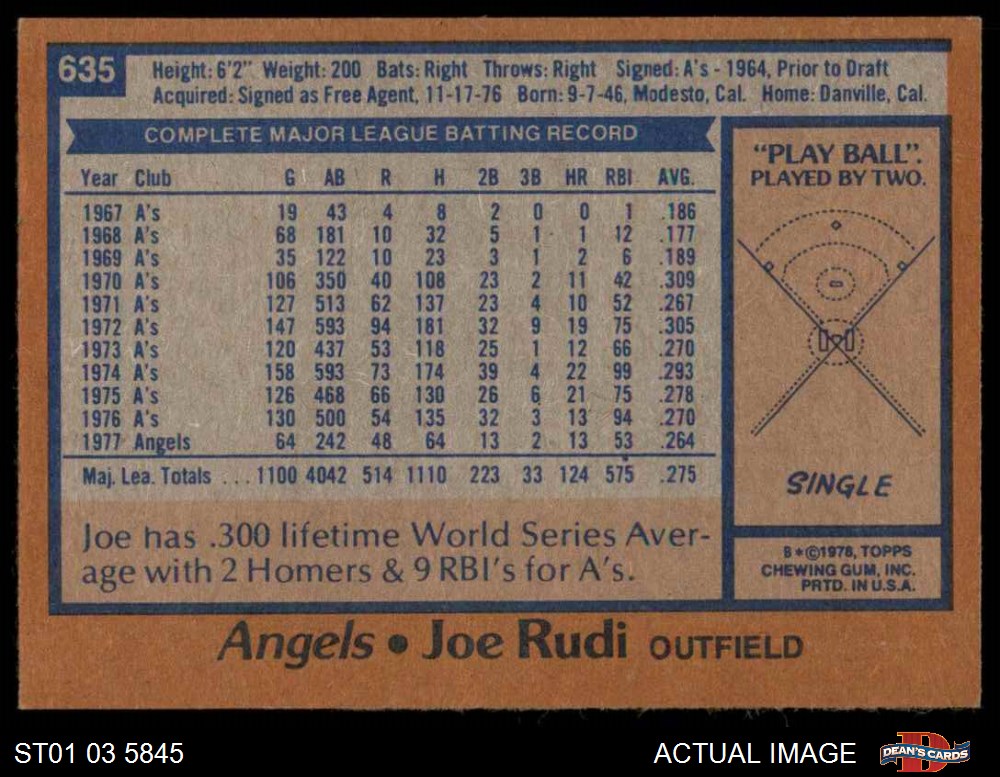 635
Height: 6'2" Weight: 200 Bats: Right Throws: Right Signed: A's - 1964, Prior to Draft
Acquired: Signed as Free Agent, 11-17-76 Born: 9-7-46, Modesto, Cal. Home: Danville, Cal.
COMPLETE MAJOR LEAGUE BATTING RECORD
Year Club G AB R H 2B 3B HR RBI AVG.
1967 A's 19 43 4 8 2 0 0 1 .186
1968 A's 68 181 10 32 5 1 1 12 .177
1969 A's 35 122 10 23 3 1 2 6 .189
1970 A's 106 350 40 108 23 2 11 42 .309
1971 A's 127 513 62 137 23 4 10 52 .267
1972 A's 147 593 94 181 32 9 19 75 .305
1973 A's 120 437 53 118 25 1 12 66 .270
1974 A's 158 593 73 174 39 4 22 99 .293
1975 A's 126 468 66 130 26 6 21 75 .278
1976 A's 130 500 54 135 32 3 13 94 .270
1977 Angels 64 242 48 64 13 2 13 53 .264
Maj. Lea. Totals ... 1100 4042 514 1110 223 33 124 575 .275
Joe has .300 lifetime World Series Aver-
age with 2 Homers & 9 RBI's for A's.
"PLAY BALL".
PLAYED BY TWO.
SINGLE
B*©1978, TOPPS
CHEWING GUM, INC.
PRTD. IN U.S.A.
Angels • Joe Rudi OUTFIELD
ST01 03 5845
ACTUAL IMAGE
D
DEAN'S CARDS